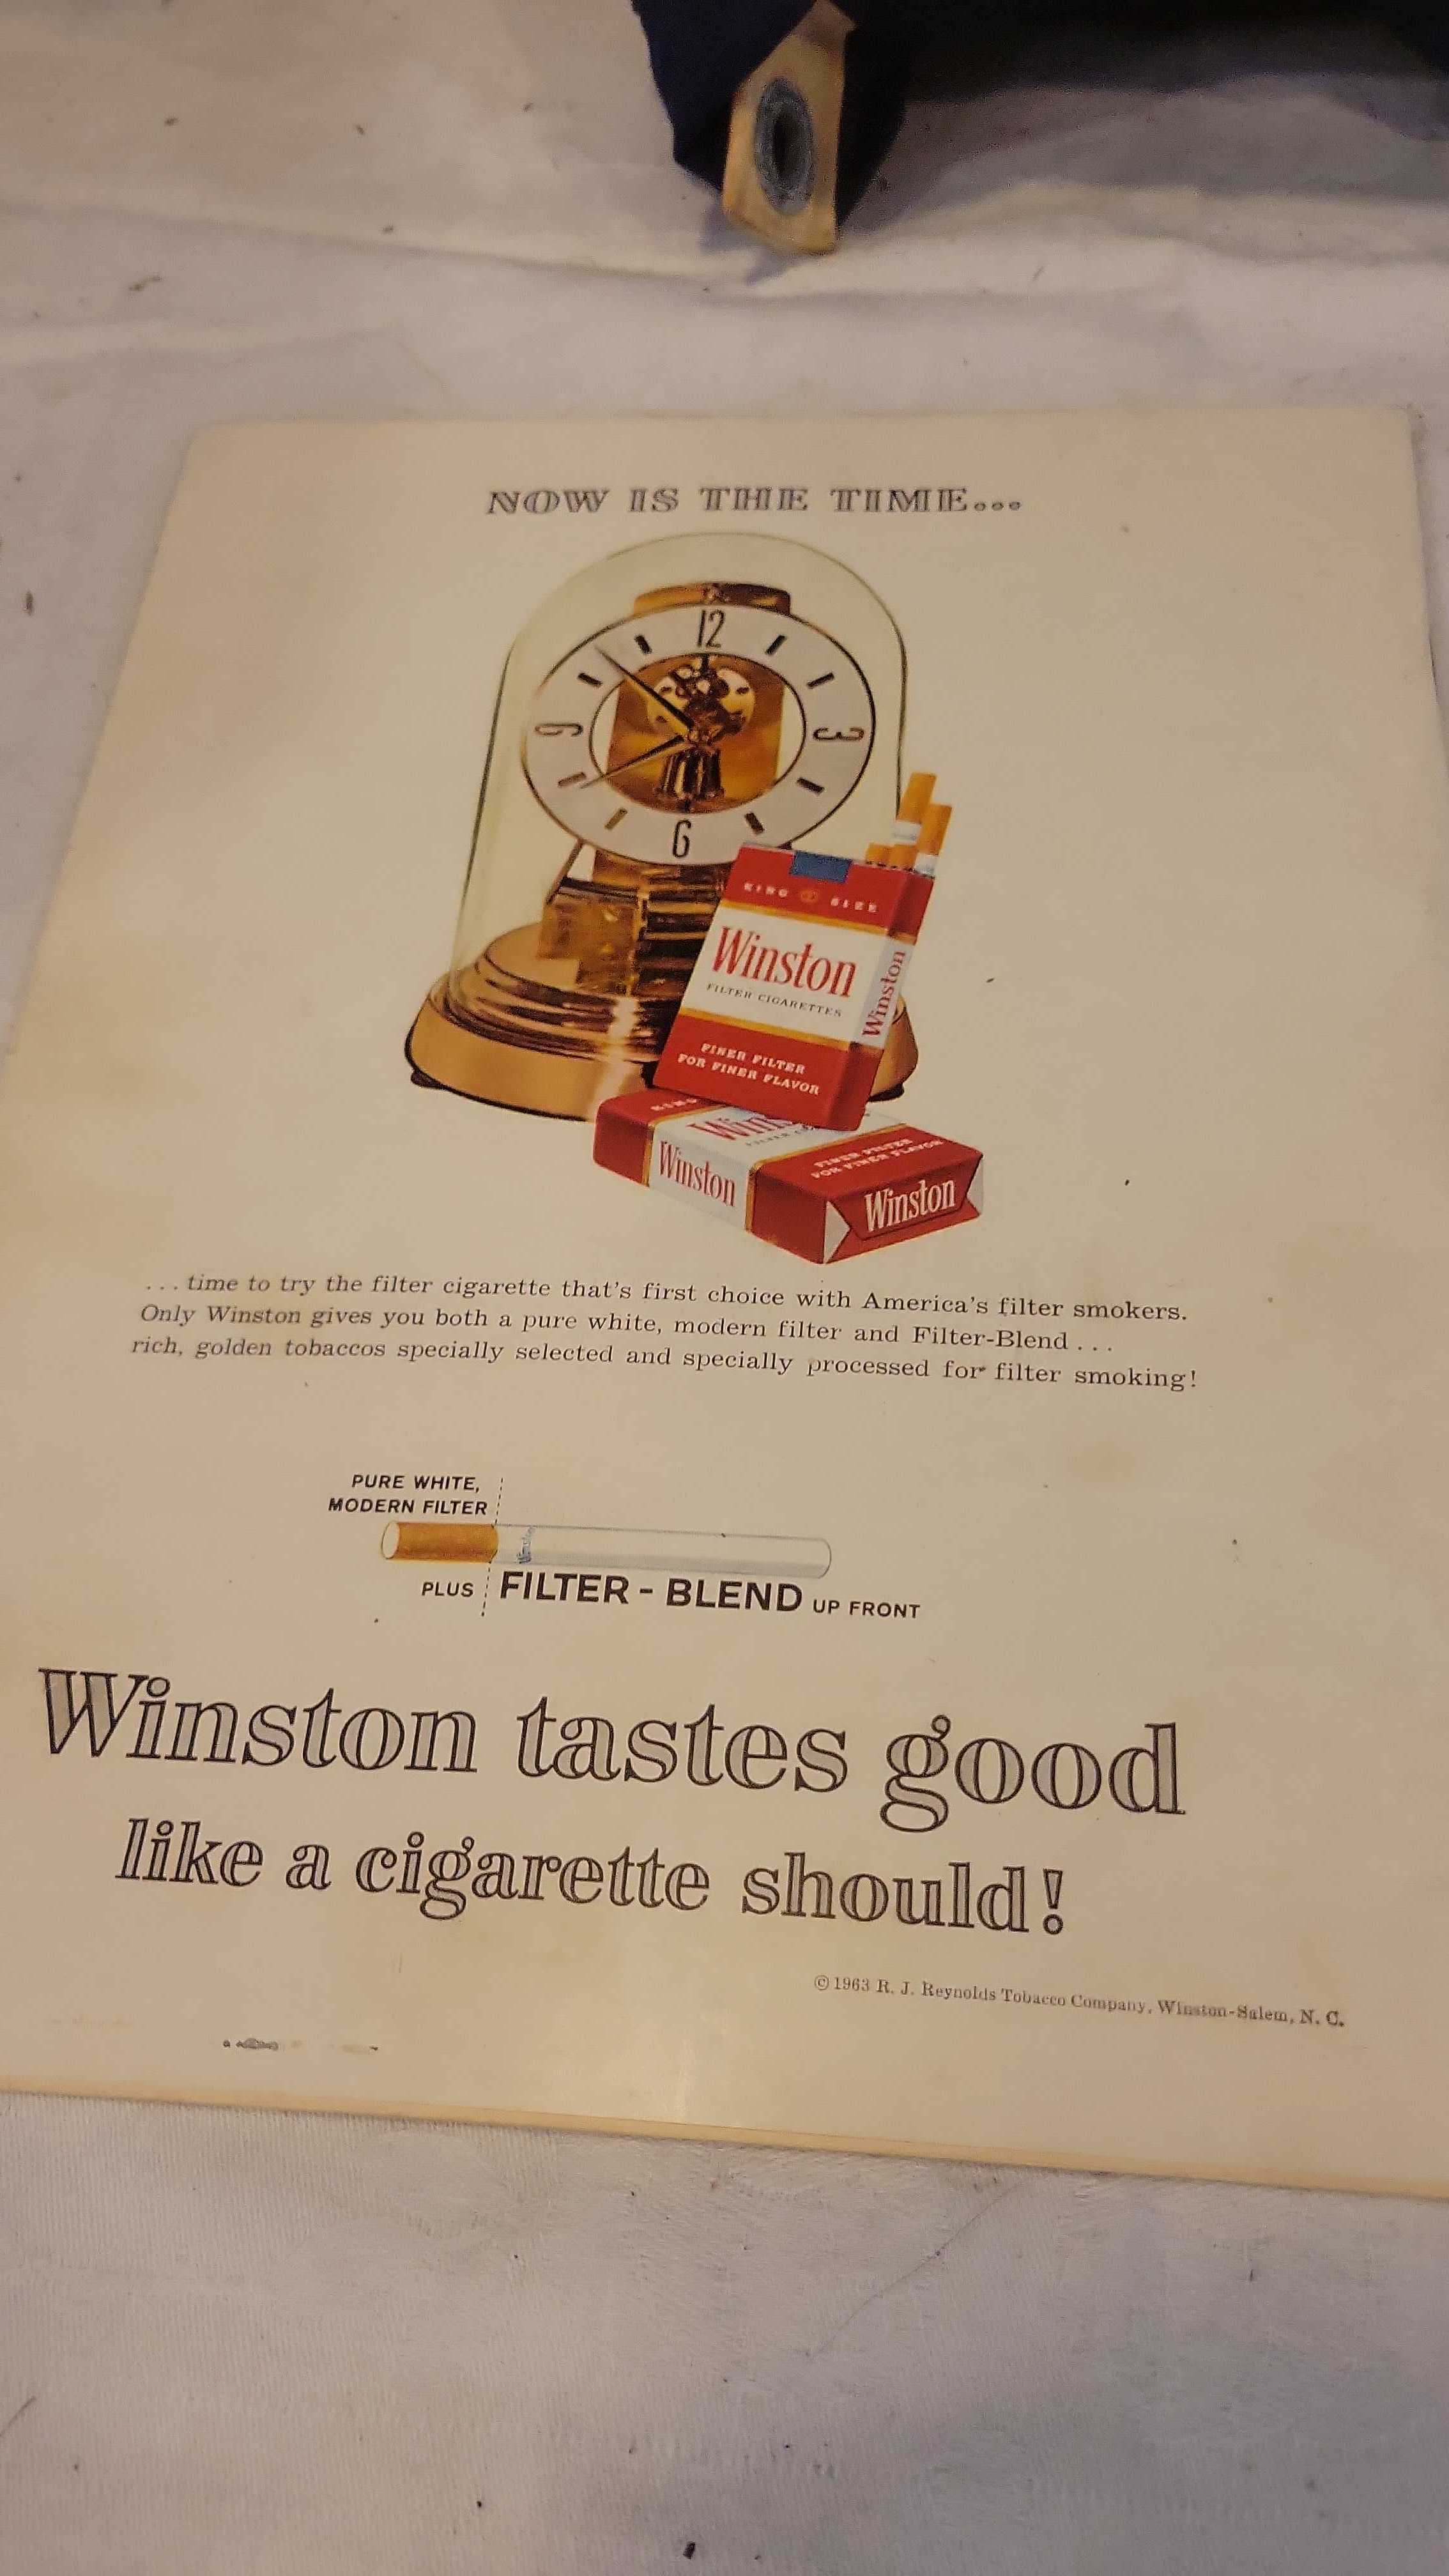 NOW IS THE TIME...
12
3
9
6
KING SIZE
Winston
FILTER CIGARETTES
Winston
FINER FILTER
FOR FINER FLAVOR
KING
Winston
Winston
FINER FILTER
FOR FINER FLAVOR
Winston
...time to try the filter cigarette that's first choice with America's filter smokers.
Only Winston gives you both a pure white, modern filter and Filter-Blend...
rich, golden tobaccos specially selected and specially processed for filter smoking!
PURE WHITE,
MODERN FILTER
Winston
PLUS FILTER - BLEND UP FRONT
Winston tastes good
like a cigarette should!
© 1963 R. J. Reynolds Tobacco Company, Winston-Salem, N. C.